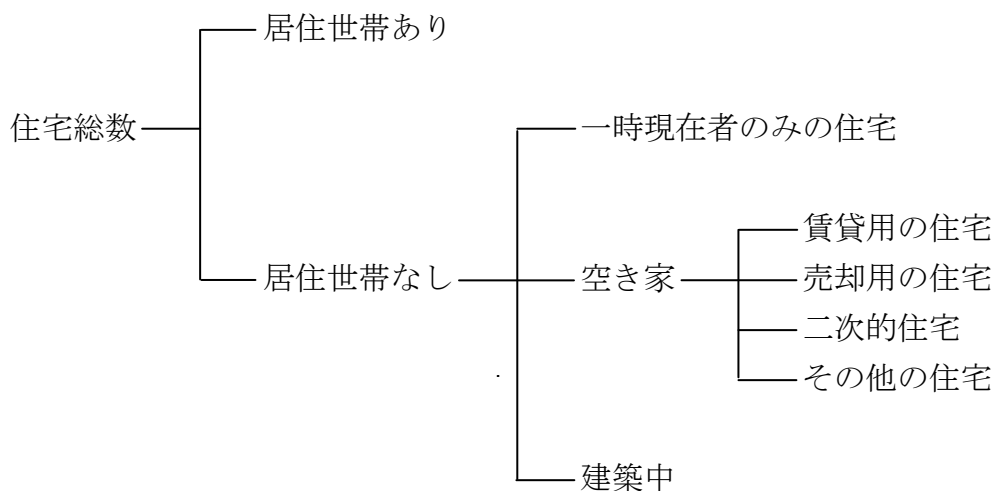 居住世帯あり
住宅総数
一時現在者のみの住宅
賃貸用の住宅
居住世帯なし
空き家
売却用の住宅
二次的住宅
その他の住宅
建築中